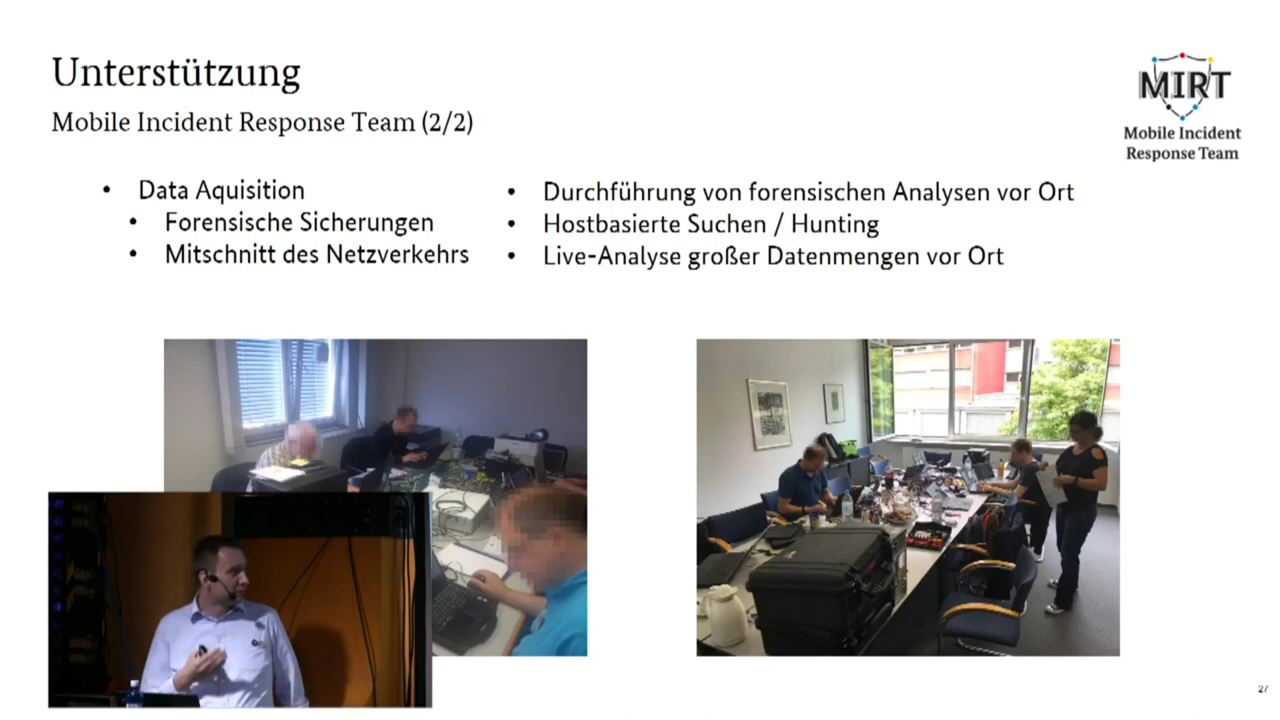 Unterstützung
Mobile Incident Response Team (2/2)
MIRT
Mobile Incident
Response Team
• Data Aquisition
• Forensische Sicherungen
• Mitschnitt des Netzverkehrs
• Durchführung von forensischen Analysen vor Ort
• Hostbasierte Suchen / Hunting
• Live-Analyse großer Datenmengen vor Ort
27